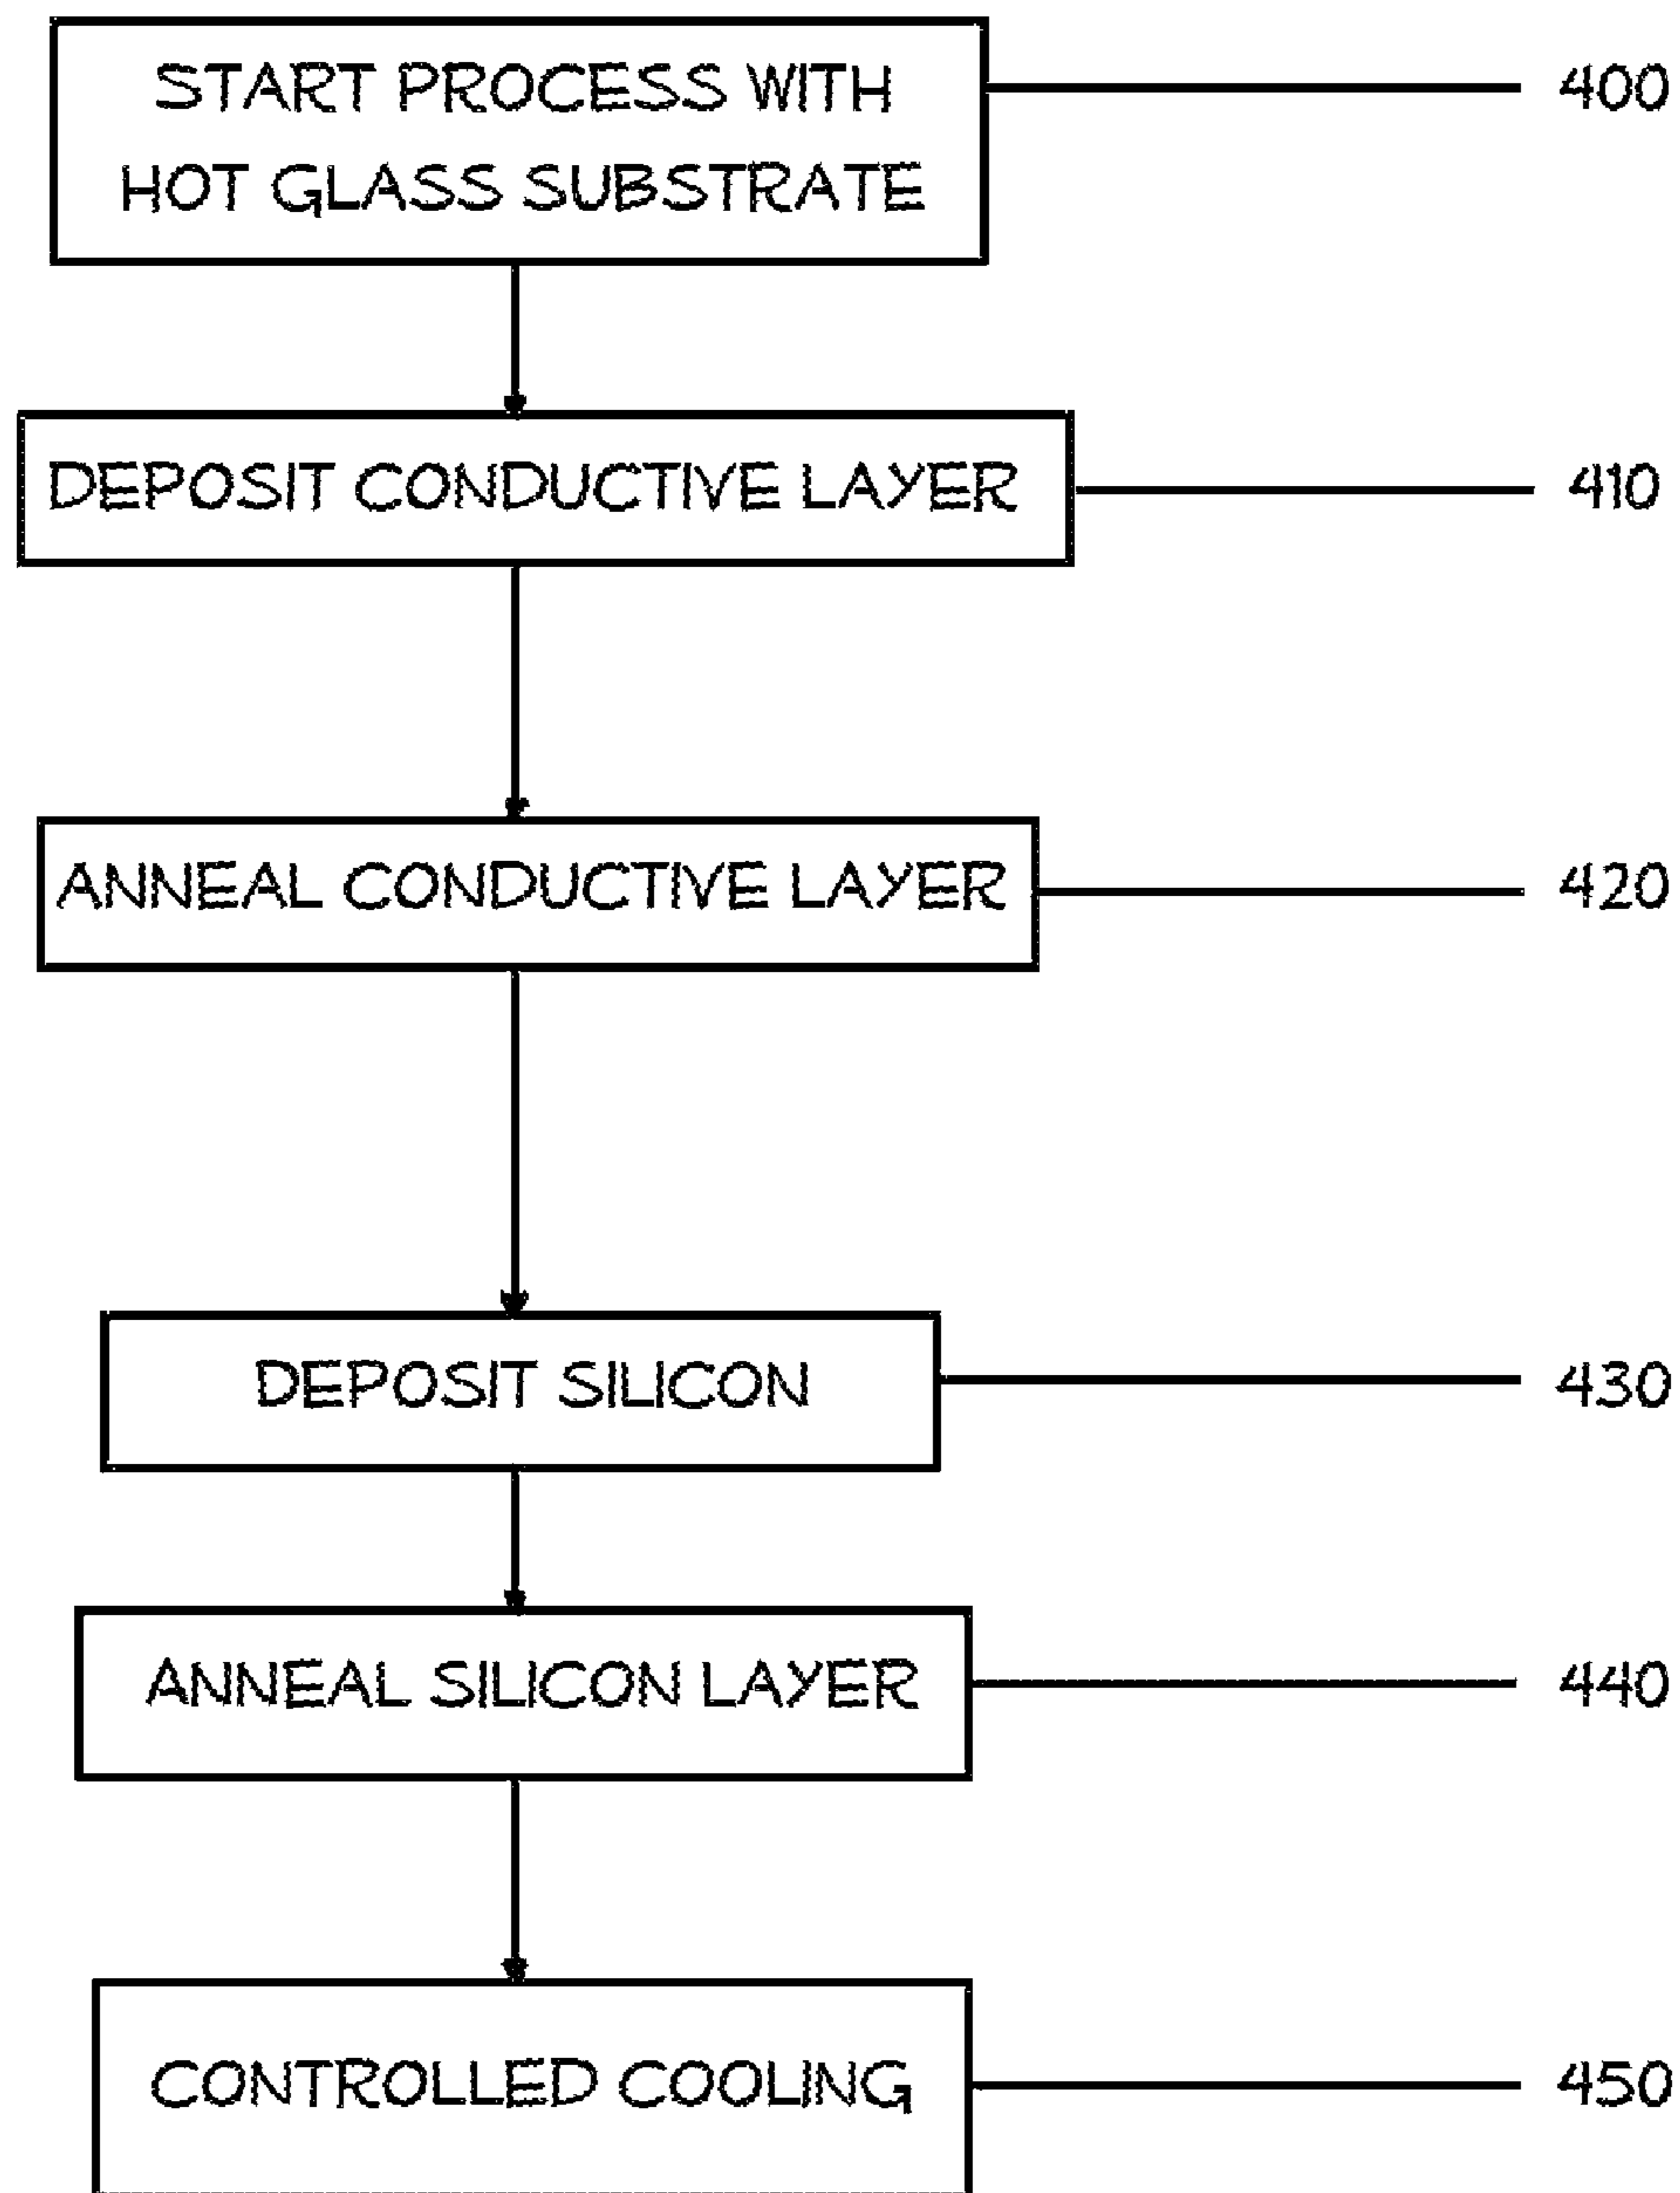 START PROCESS WITH
HOT GLASS SUBSTRATE
400
DEPOSIT CONDUCTIVE LAYER
410
ANNEAL CONDUCTIVE LAYER
420
DEPOSIT SILICON
430
ANNEAL SILICON LAYER
440
CONTROLLED COOLING
450